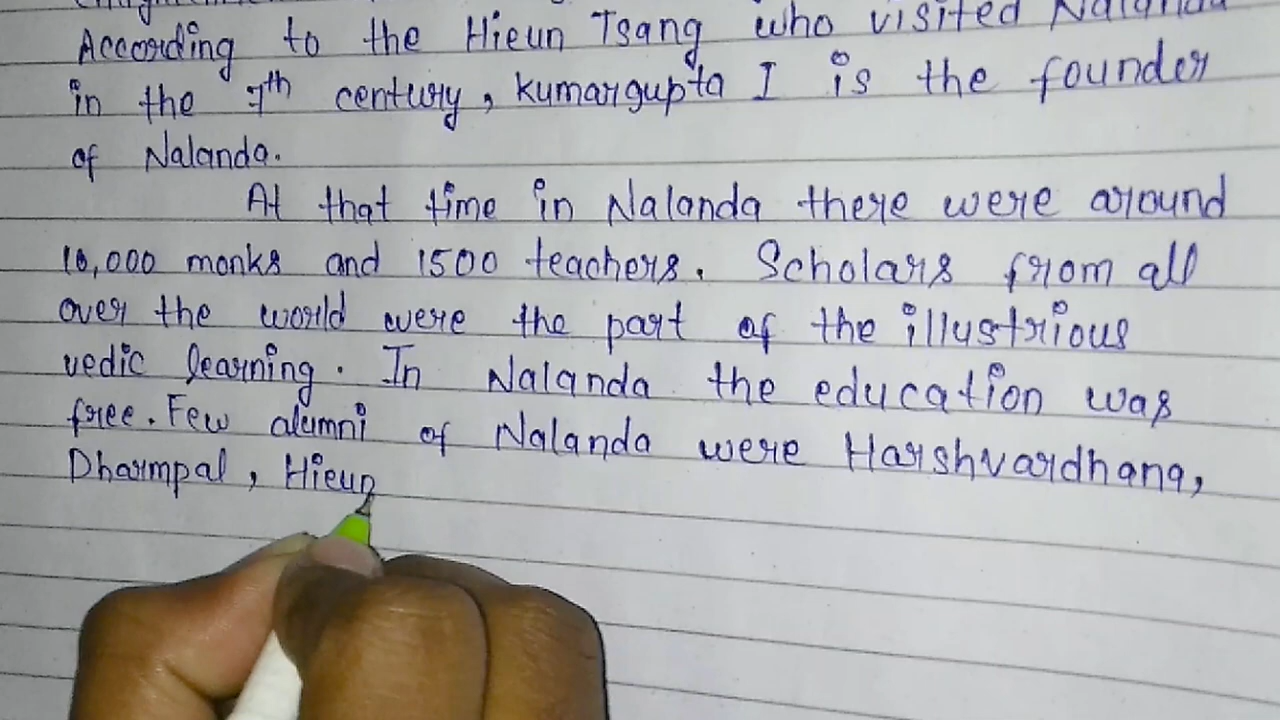 According to the Hieun Tsang who visited Nalanda
in the 7th century, Kumargupta I is the founder
of Nalanda.
At that time in Nalanda there were around
10,000 monks and 1500 teachers. Scholars from all
over the world were the part of the illustrious
vedic learning. In Nalanda the education was
free. Few alumni of Nalanda were Harshvardhana,
Dharmpal, Hieun